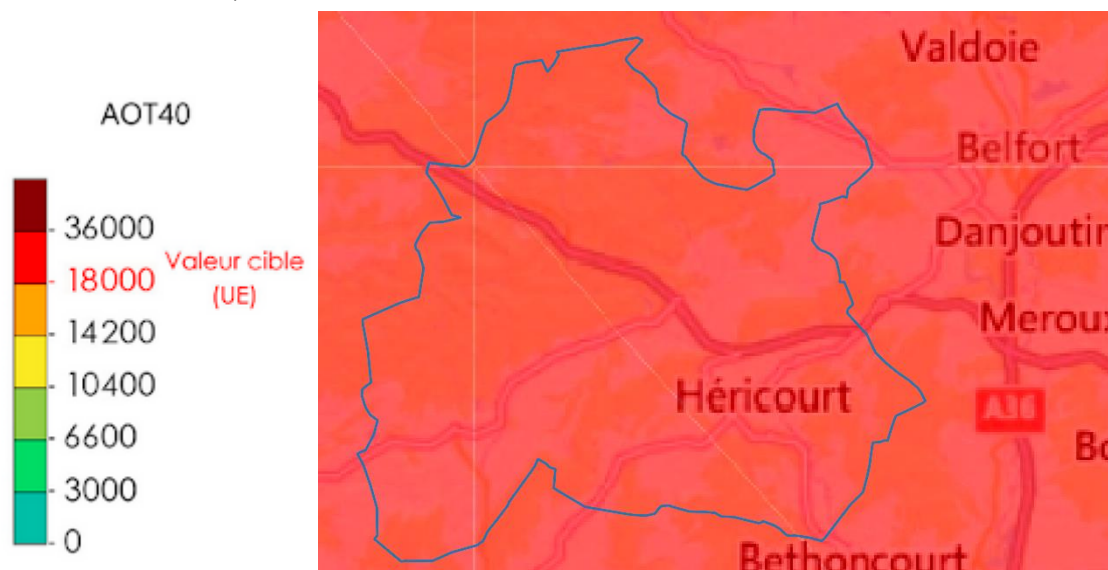 AOT40
36000
18000
Valeur cible
(UE)
14200
10400
6600
3000
0
Valdoie
Belfort
Danjoutin
Meroux
Héricourt
A36
Bethoncourt